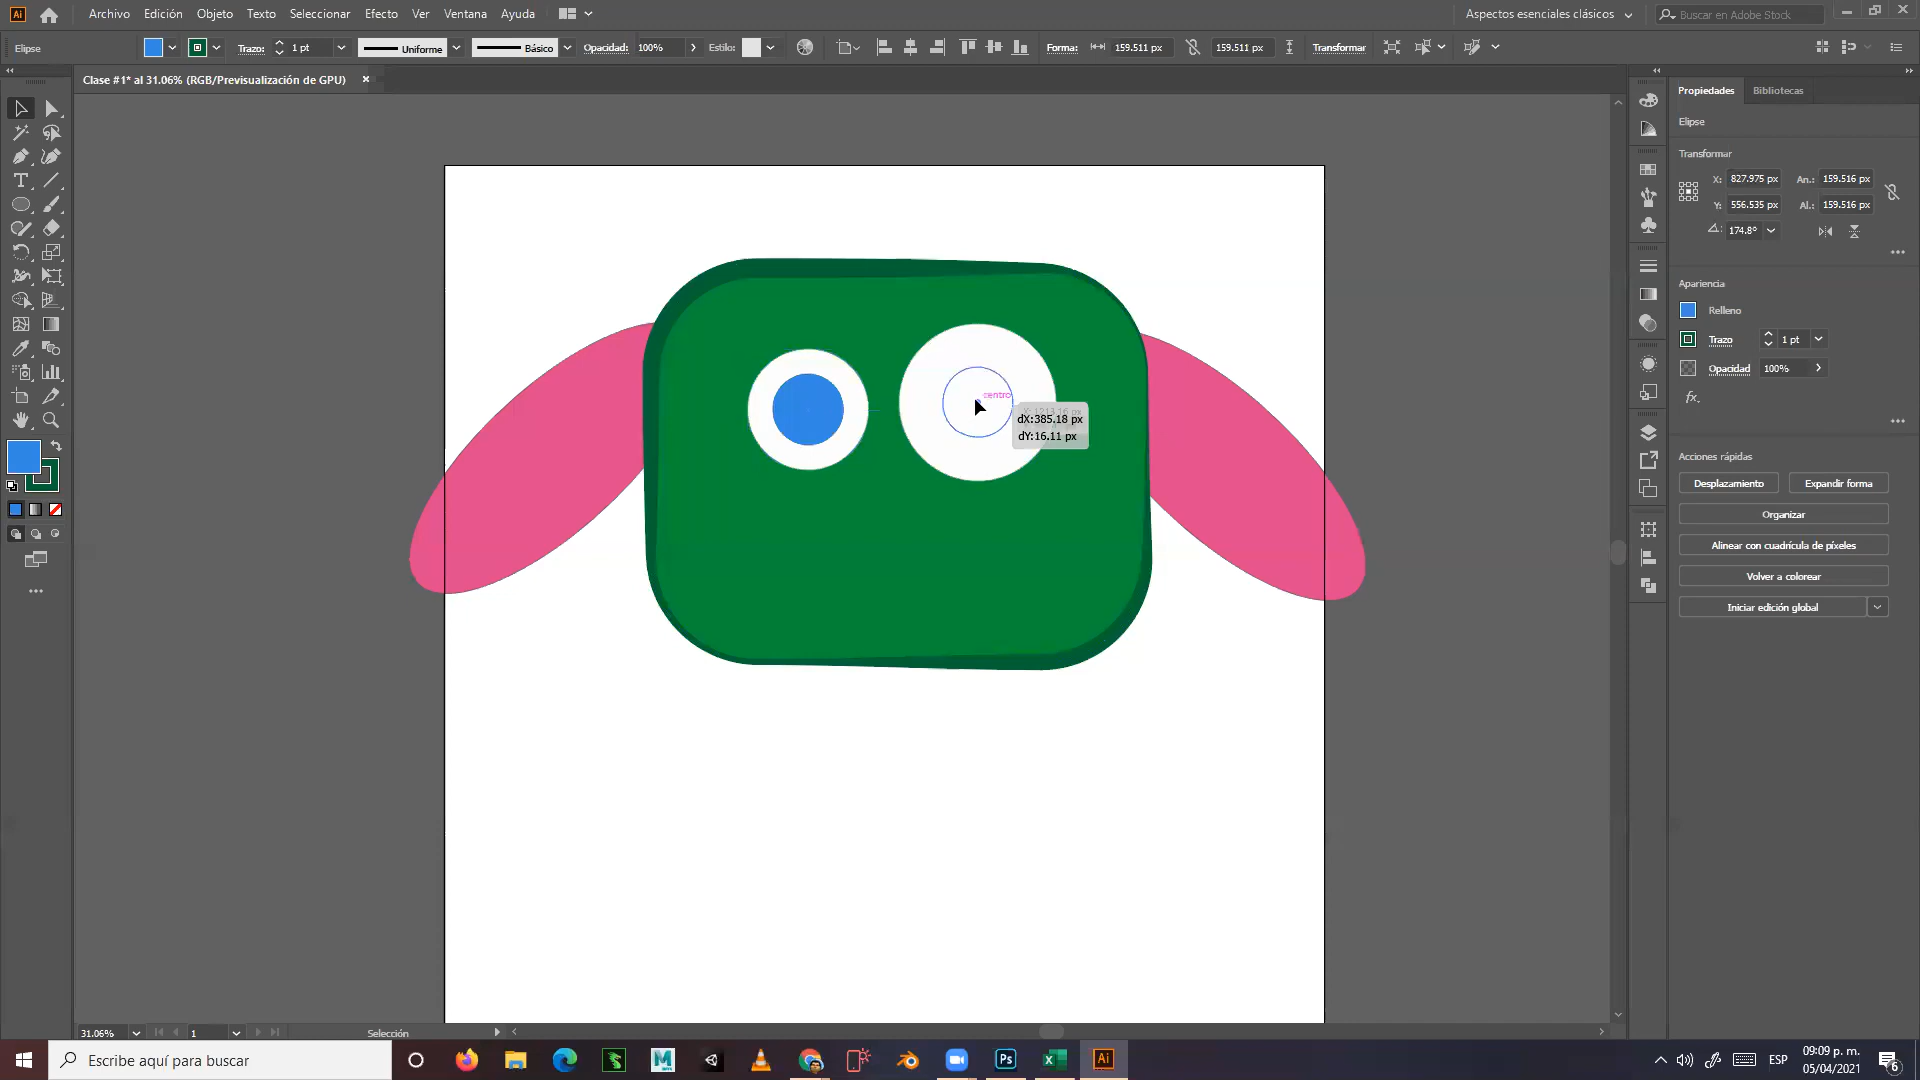 Ai Archivo Edición Objeto Texto Seleccionar Efecto Ver Ventana Ayuda Aspectos esenciales clásicos Buscar en Adobe Stock
Elipse Trazo: 1 pt Uniforme Básico Opacidad: 100% Estilo: Forma: 159.511 px 159.511 px Transformar
Clase #1* al 31.06% (RGB/Previsualización de GPU)
Propiedades Bibliotecas
Elipse
Transformar
X: 827.975 px An.: 159.516 px
Y: 556.535 px Al.: 159.516 px
174.8°
Apariencia
Relleno
Trazo 1 pt
Opacidad 100%
fx.
Acciones rápidas
Desplazamiento Expandir forma
Organizar
Alinear con cuadrícula de píxeles
Volver a colorear
Iniciar edición global
centro
dX:385.18 px
dY:16.11 px
31.06% 1 Selección
Escribe aquí para buscar
M
Ps
Ai
ESP
09:09 p. m.
05/04/2021
6